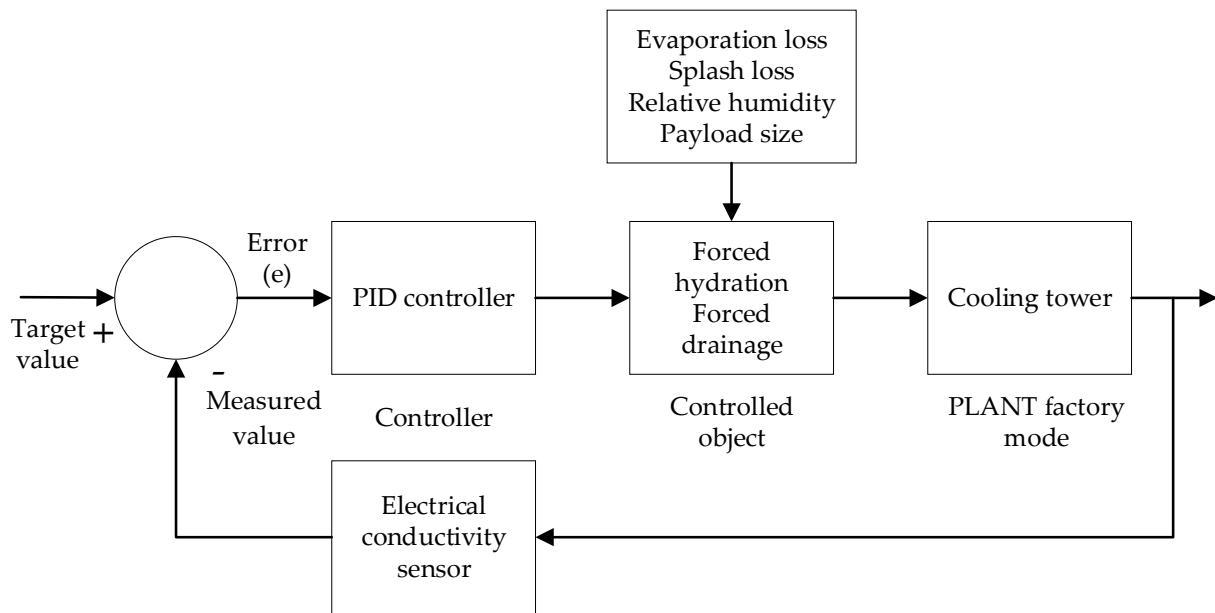 Evaporation loss
Splash loss
Relative humidity
Payload size
Error
(e)
PID controller
Forced
hydration
Forced
drainage
Cooling tower
Target
value
+
-
Measured
value
Controller
Controlled
object
PLANT factory
mode
Electrical
conductivity
sensor